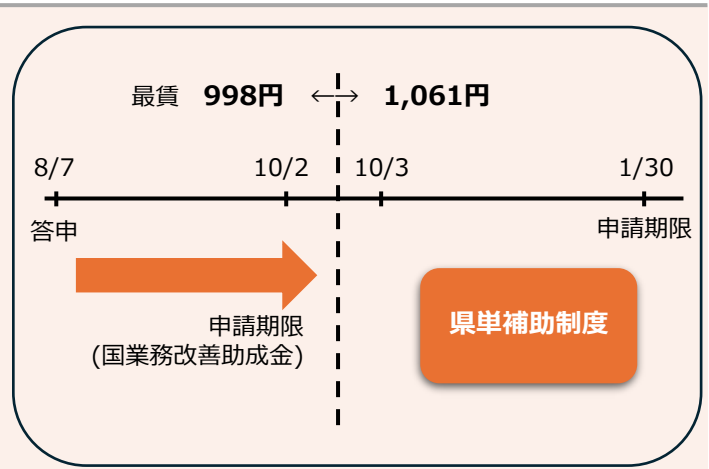 最賃 998円 ←→ 1,061円
8/7 10/2 10/3 1/30
答申 申請期限
申請期限
(国業務改善助成金)
県単補助制度